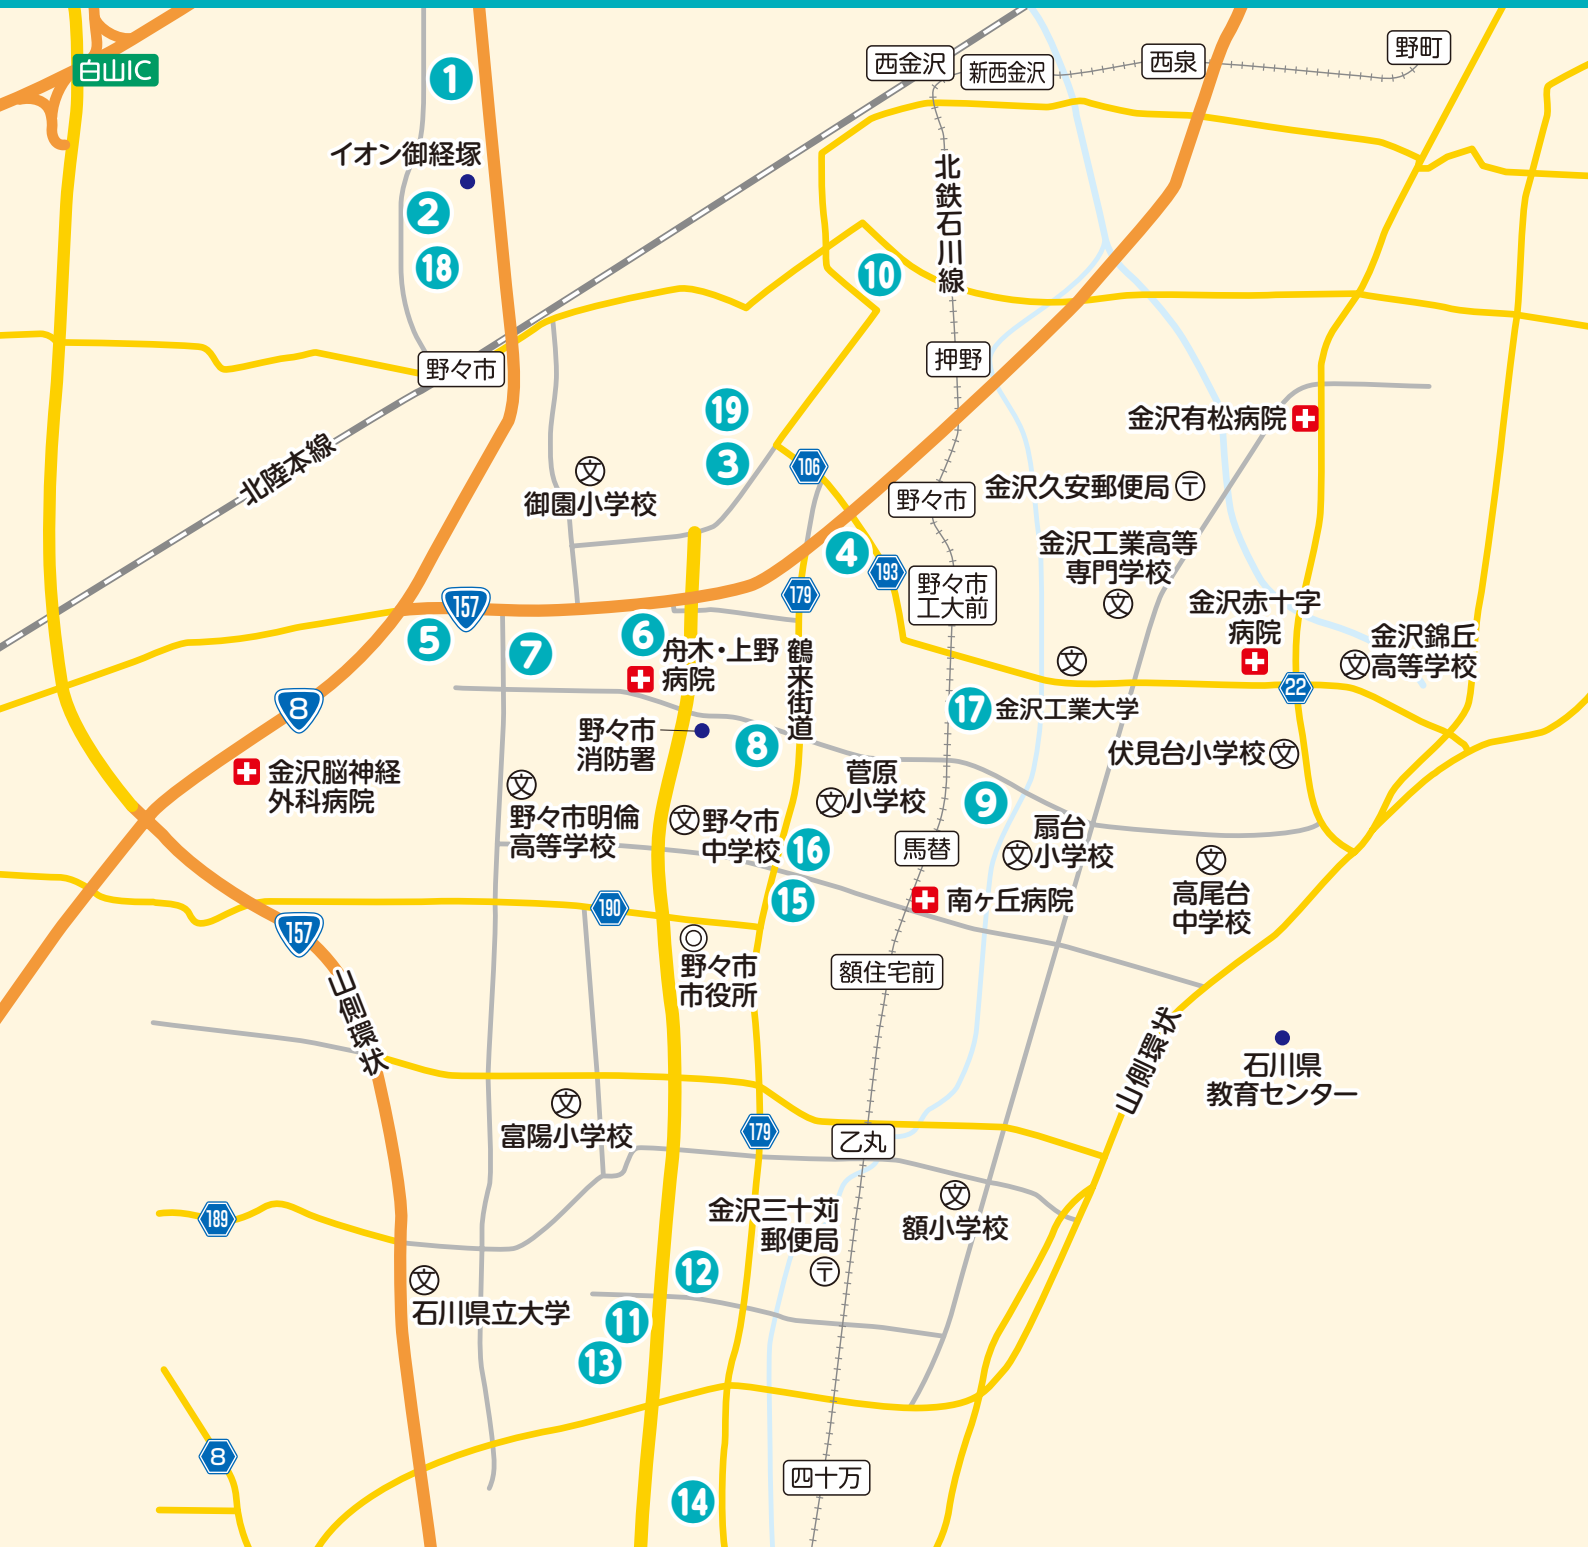 白山IC
1
イオン御経塚
2
18
西金沢
新西金沢
西泉
野町
北鉄石川線
10
野々市
押野
北陸本線
19
3
106
金沢有松病院
御園小学校
文
野々市
金沢久安郵便局
〒
金沢工業高等
専門学校
文
4
193
野々市
工大前
179
157
5
7
6
舟木・上野
病院
鶴来街道
金沢赤十字
病院
金沢錦丘
文
高等学校
文
22
8
17
金沢工業大学
野々市
消防署
8
伏見台小学校
文
金沢脳神経
外科病院
文
野々市明倫
高等学校
文
野々市
中学校
菅原
文
小学校
9
16
馬替
扇台
文
小学校
文
高尾台
中学校
15
南ヶ丘病院
190
157
野々市
市役所
額住宅前
山側環状
山側環状
石川県
教育センター
文
富陽小学校
179
乙丸
189
金沢三十苅
郵便局
〒
文
額小学校
文
石川県立大学
12
11
13
8
14
四十万